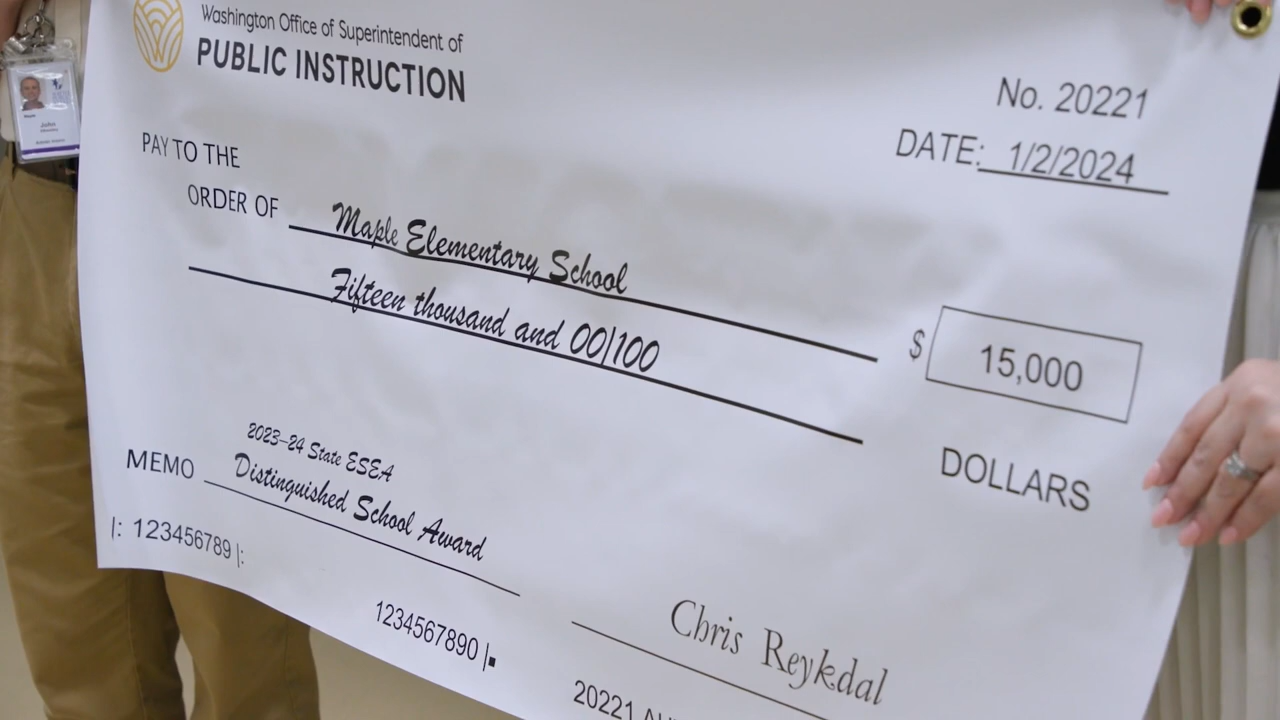 Washington Office of Superintendent of
PUBLIC INSTRUCTION
No. 20221
DATE: 1/2/2024
PAY TO THE
ORDER OF Maple Elementary School
Fifteen thousand and 00/100
$ 15,000
DOLLARS
2023-24 State ESEA
MEMO Distinguished School Award
|: 123456789 |:
1234567890 |▪
Chris Reykdal
20221
John